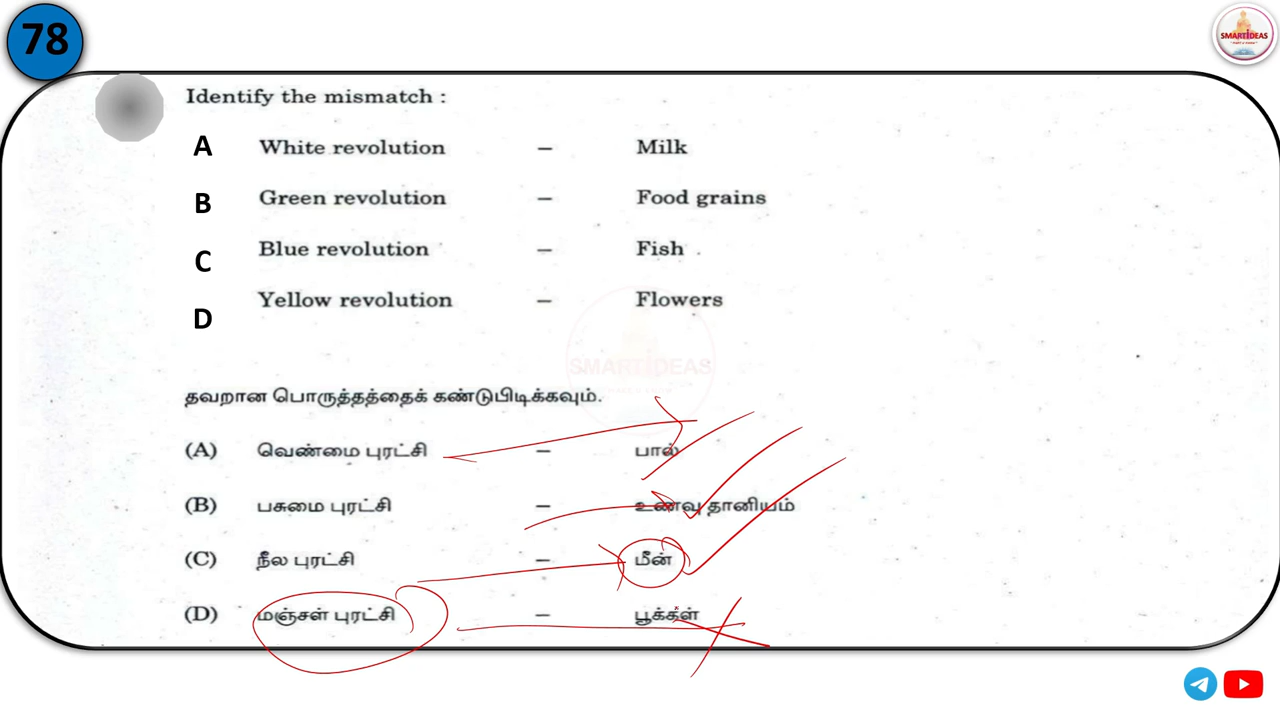 78
SMARTIDEAS
Identify the mismatch :
A White revolution – Milk
B Green revolution – Food grains
C Blue revolution – Fish
D Yellow revolution – Flowers
SMARTIDEAS
தவறான பொருத்தத்தைக் கண்டுபிடிக்கவும்.
(A) வெண்மை புரட்சி – பால்
(B) பசுமை புரட்சி – உணவு தானியம்
(C) நீல புரட்சி – மீன்
(D) மஞ்சள் புரட்சி – பூக்கள்